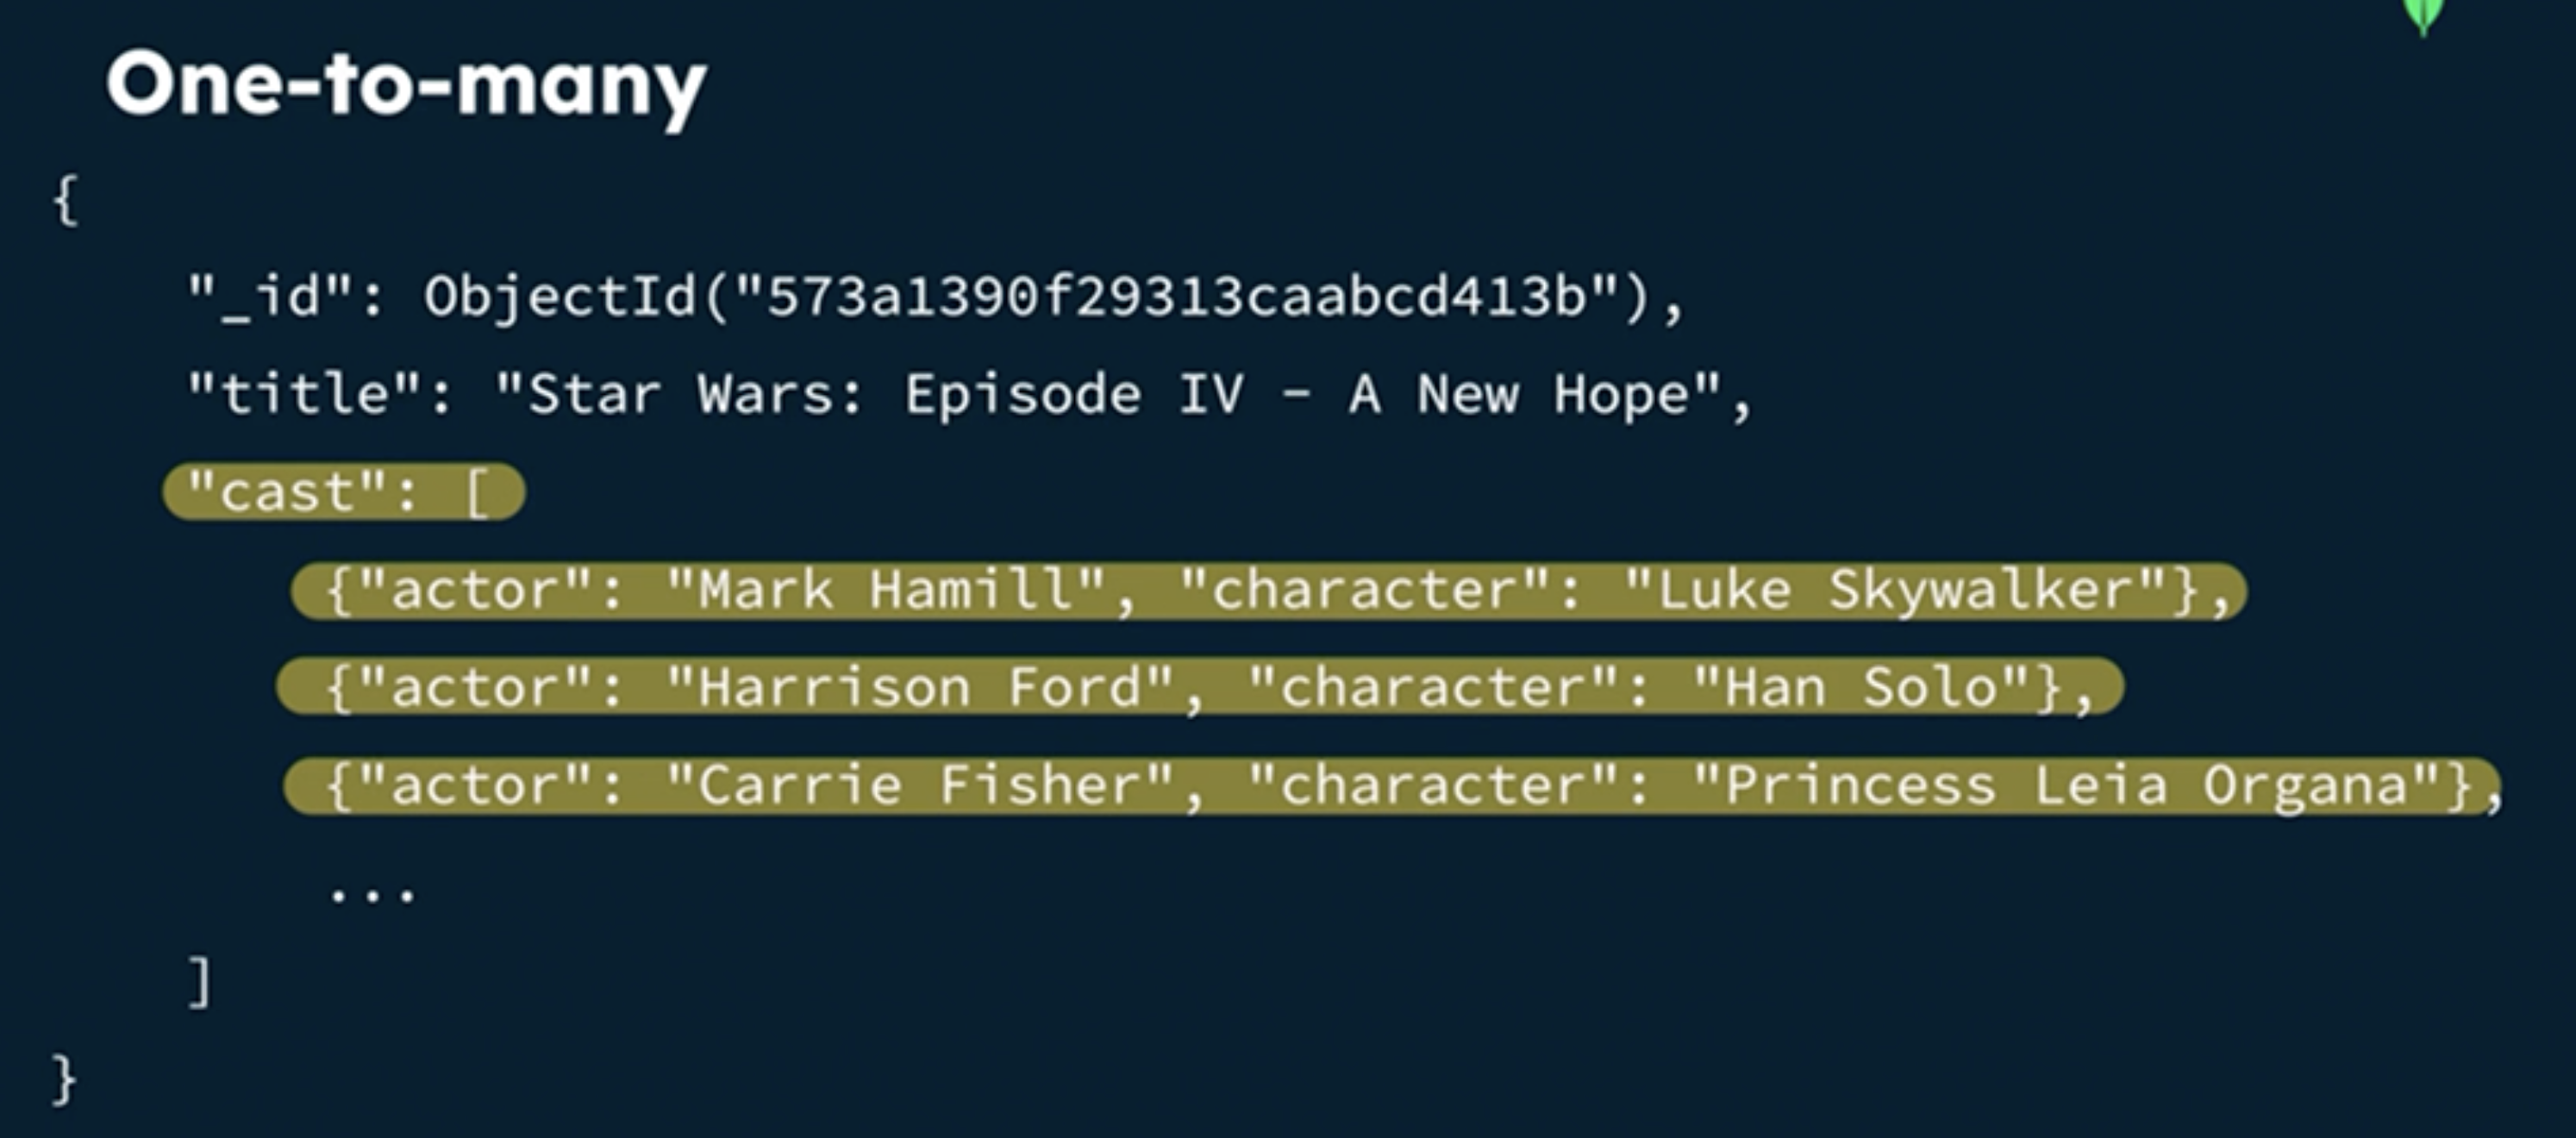 One-to-many
{
"_id": ObjectId("573a1390f29313caabcd413b"),
"title": "Star Wars: Episode IV - A New Hope",
"cast": [
{"actor": "Mark Hamill", "character": "Luke Skywalker"},
{"actor": "Harrison Ford", "character": "Han Solo"},
{"actor": "Carrie Fisher", "character": "Princess Leia Organa"},
...
]
}